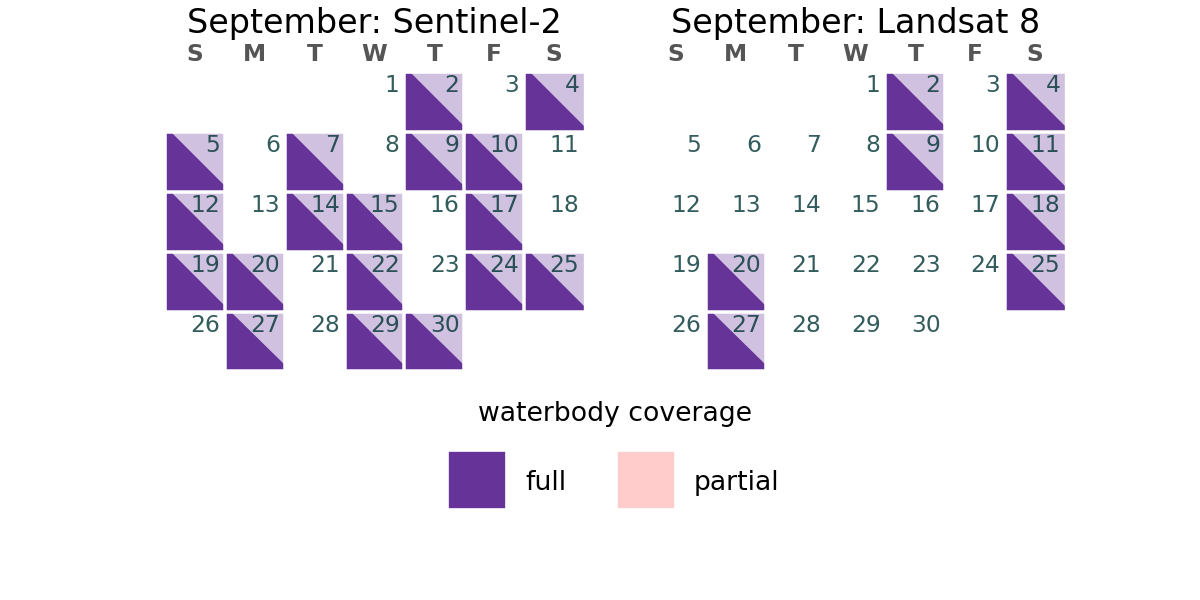 September: Sentinel-2
S M T W T F S
1 2 3 4
5 6 7 8 9 10 11
12 13 14 15 16 17 18
19 20 21 22 23 24 25
26 27 28 29 30
September: Landsat 8
S M T W T F S
1 2 3 4
5 6 7 8 9 10 11
12 13 14 15 16 17 18
19 20 21 22 23 24 25
26 27 28 29 30
waterbody coverage
full partial